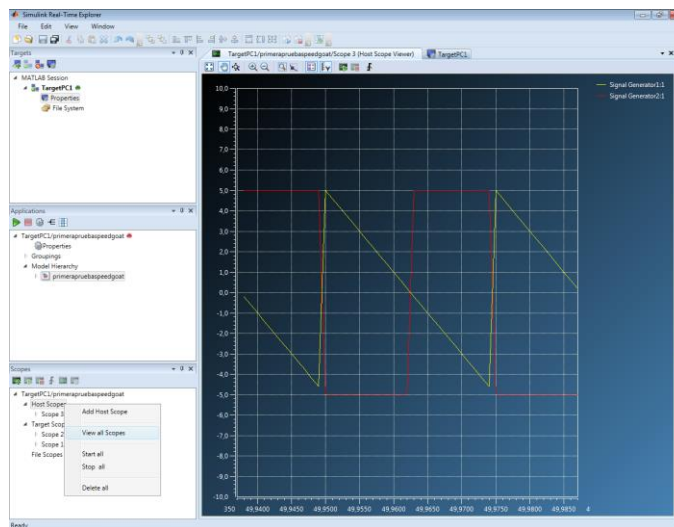 Simulink Real-Time Explorer
File Edit View Window
Targets
MATLAB Session
TargetPC1
Properties
File System
Applications
TargetPC1/primerapruebaspeedgoat
Properties
Groupings
Model Hierarchy
primerapruebaspeedgoat
Scopes
TargetPC1/primerapruebaspeedgoat
Host Scopes
Scope 3
Target Scop
Scope 2
Scope 1
File Scopes
Add Host Scope
View all Scopes
Start all
Stop all
Delete all
Ready
TargetPC1/primerapruebaspeedgoat/Scope 3 (Host Scope Viewer) TargetPC1
Signal Generator1:1
Signal Generator2:1
10,0
9,0
8,0
7,0
6,0
5,0
4,0
3,0
2,0
1,0
0,0
-1,0
-2,0
-3,0
-4,0
-5,0
-6,0
-7,0
-8,0
-9,0
-10,0
350 49,9400 49,9450 49,9500 49,9550 49,9600 49,9650 49,9700 49,9750 49,9800 49,9850 4